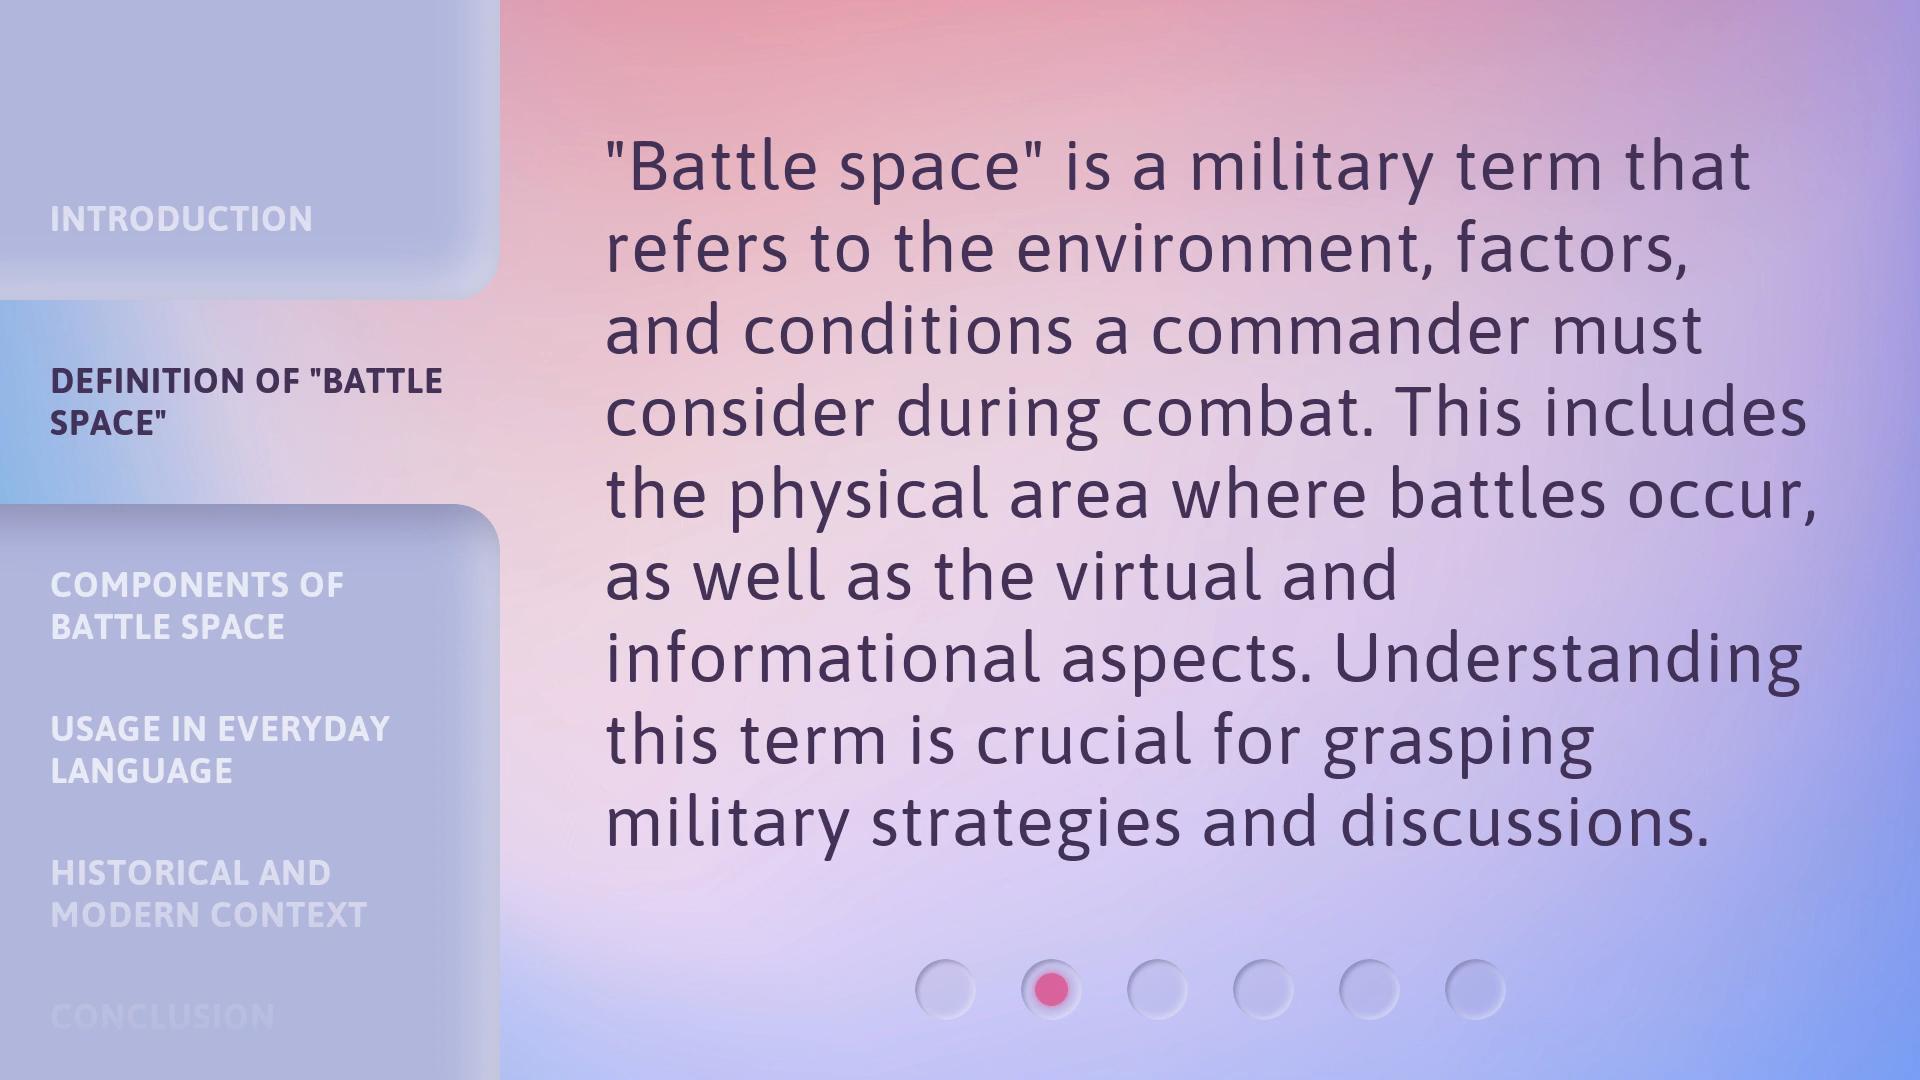 INTRODUCTION
DEFINITION OF "BATTLE
SPACE"
COMPONENTS OF
BATTLE SPACE
USAGE IN EVERYDAY
LANGUAGE
HISTORICAL AND
MODERN CONTEXT
CONCLUSION
"Battle space" is a military term that
refers to the environment, factors,
and conditions a commander must
consider during combat. This includes
the physical area where battles occur,
as well as the virtual and
informational aspects. Understanding
this term is crucial for grasping
military strategies and discussions.